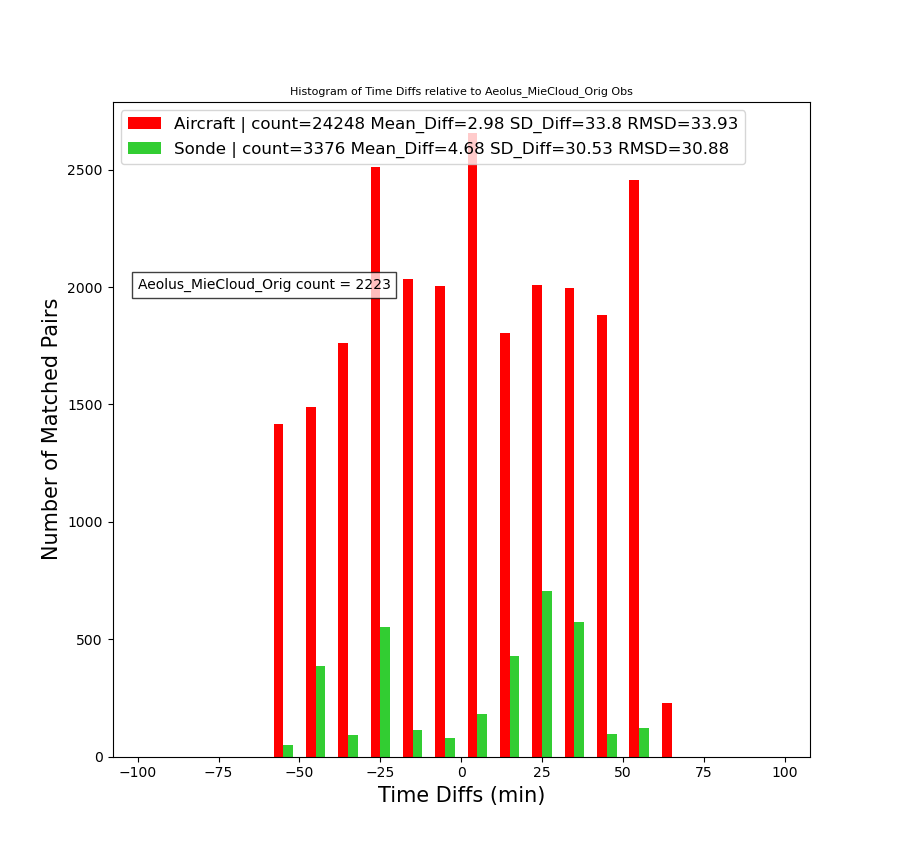 Histogram of Time Diffs relative to Aeolus_MieCloud_Orig Obs
Aircraft | count=24248 Mean_Diff=2.98 SD_Diff=33.8 RMSD=33.93
Sonde | count=3376 Mean_Diff=4.68 SD_Diff=30.53 RMSD=30.88
Aeolus_MieCloud_Orig count = 2223
Number of Matched Pairs
2500
2000
1500
1000
500
0
−100 −75 −50 −25 0 25 50 75 100
Time Diffs (min)